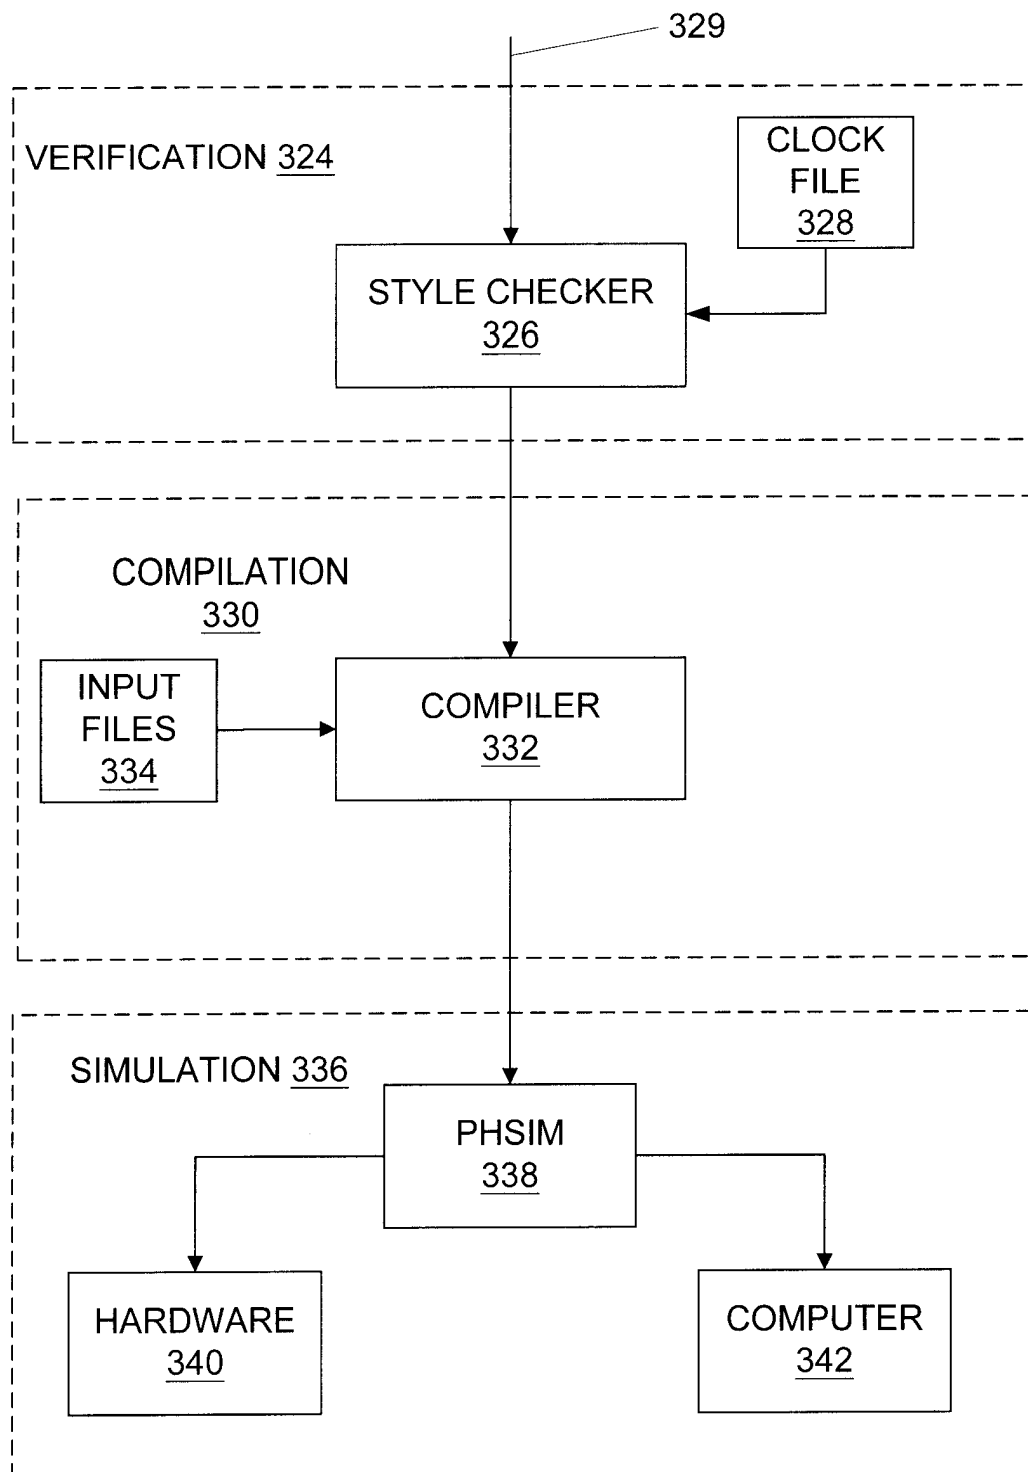 329
VERIFICATION 324
CLOCK
FILE
328
STYLE CHECKER
326
COMPILATION
330
INPUT
FILES
334
COMPILER
332
SIMULATION 336
PHSIM
338
HARDWARE
340
COMPUTER
342